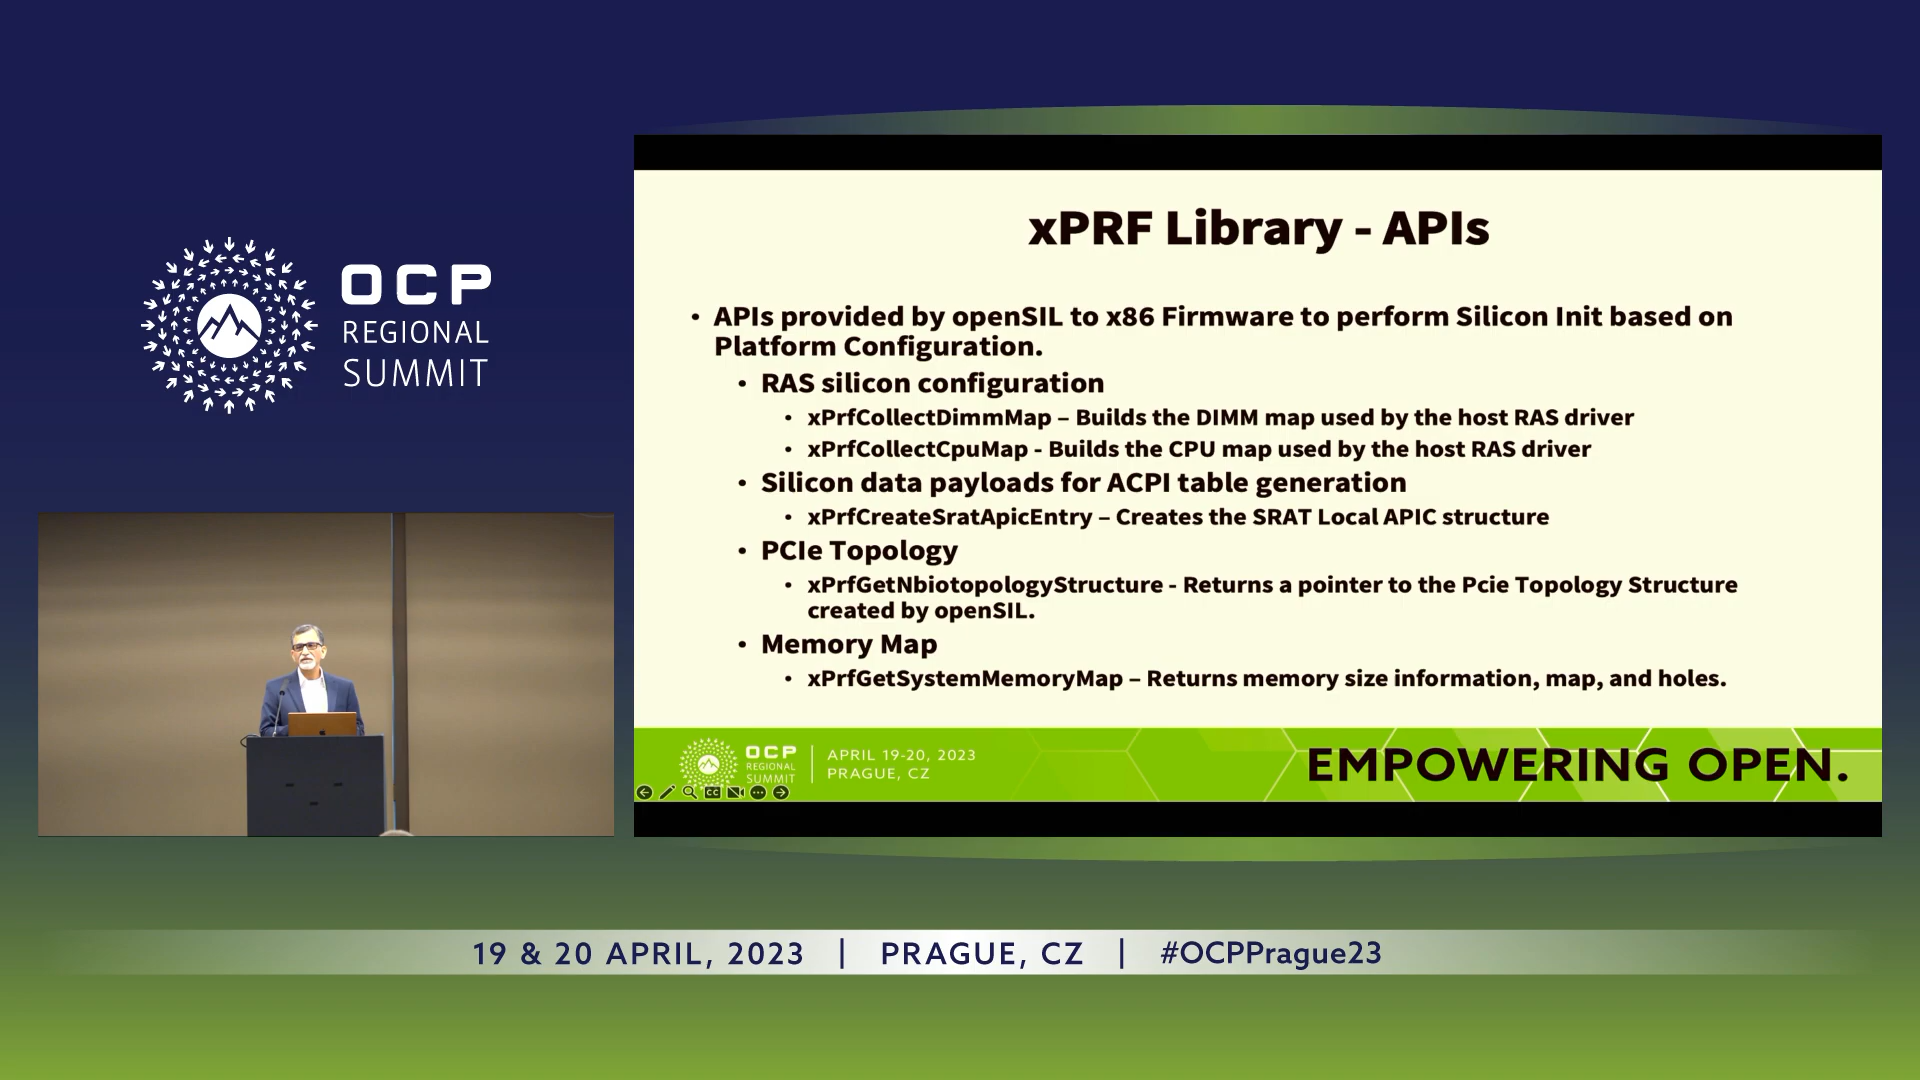 OCP
REGIONAL
SUMMIT
xPRF Library - APIs
• APIs provided by openSIL to x86 Firmware to perform Silicon Init based on
Platform Configuration.
• RAS silicon configuration
• xPrfCollectDimmMap – Builds the DIMM map used by the host RAS driver
• xPrfCollectCpuMap - Builds the CPU map used by the host RAS driver
• Silicon data payloads for ACPI table generation
• xPrfCreateSratApicEntry – Creates the SRAT Local APIC structure
• PCIe Topology
• xPrfGetNbiotopologyStructure - Returns a pointer to the Pcie Topology Structure
created by openSIL.
• Memory Map
• xPrfGetSystemMemoryMap – Returns memory size information, map, and holes.
OCP
REGIONAL
SUMMIT
APRIL 19-20, 2023
PRAGUE, CZ
EMPOWERING OPEN.
CC
19 & 20 APRIL, 2023 | PRAGUE, CZ | #OCPPrague23